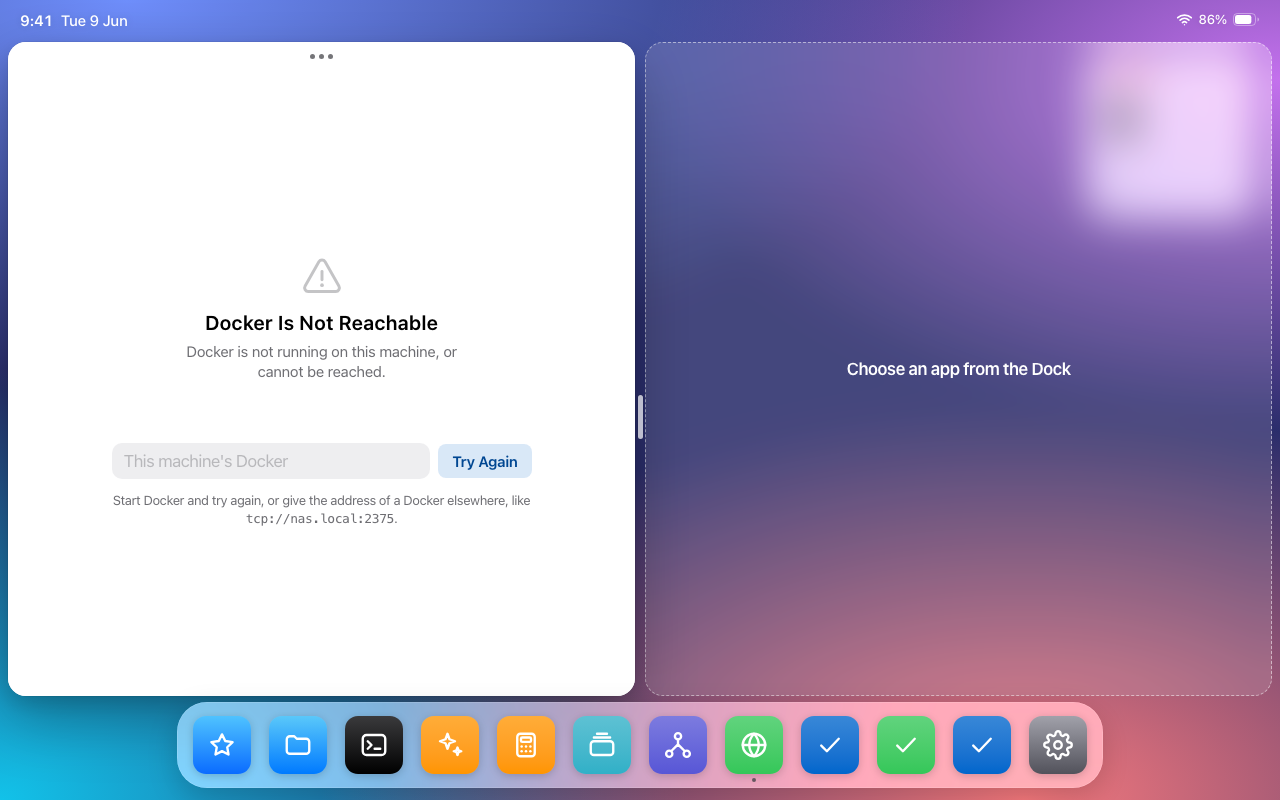 9:41 Tue 9 Jun
86%
Docker Is Not Reachable
Docker is not running on this machine, or
cannot be reached.
This machine's Docker
Try Again
Start Docker and try again, or give the address of a Docker elsewhere, like
tcp://nas.local:2375.
Choose an app from the Dock